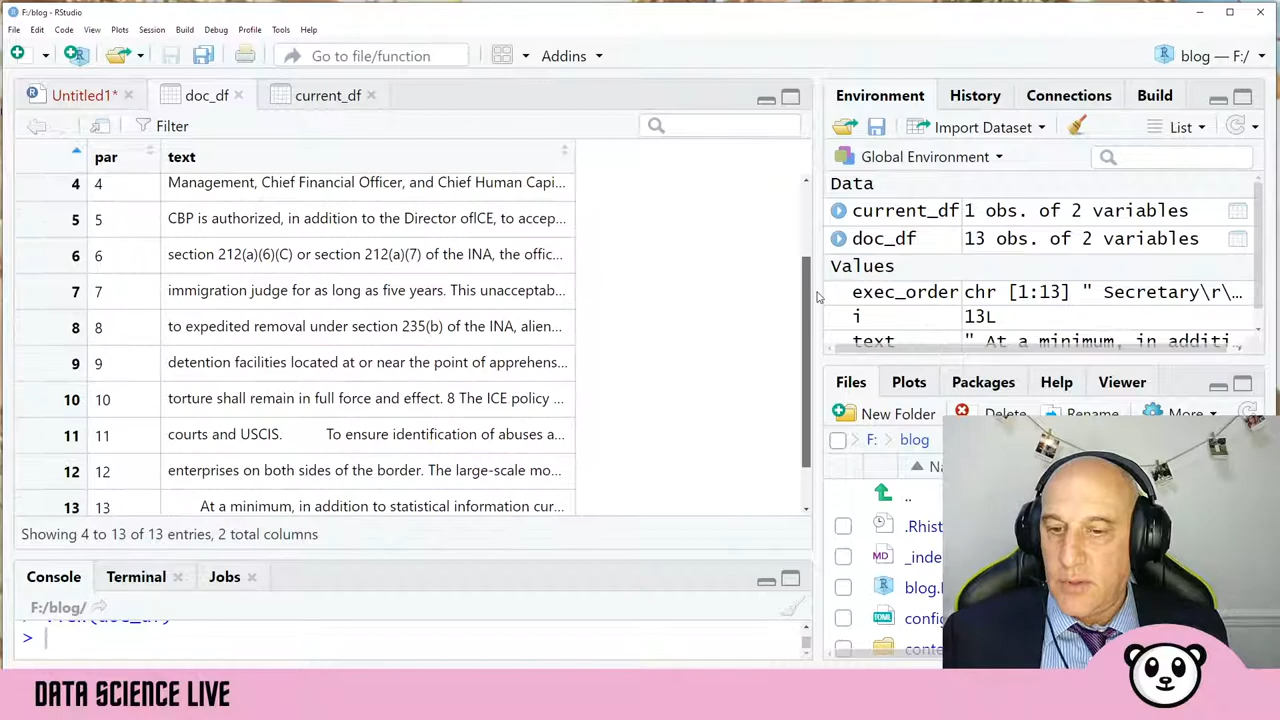 F:/blog - RStudio
File Edit Code View Plots Session Build Debug Profile Tools Help
Go to file/function Addins blog — F:/
Untitled1* doc_df current_df
Filter
par text
4 4 Management, Chief Financial Officer, and Chief Human Capi...
5 5 CBP is authorized, in addition to the Director ofICE, to accep...
6 6 section 212(a)(6)(C) or section 212(a)(7) of the INA, the offic...
7 7 immigration judge for as long as five years. This unacceptab...
8 8 to expedited removal under section 235(b) of the INA, alien...
9 9 detention facilities located at or near the point of apprehens...
10 10 torture shall remain in full force and effect. 8 The ICE policy ...
11 11 courts and USCIS. To ensure identification of abuses a...
12 12 enterprises on both sides of the border. The large-scale mo...
13 13 At a minimum, in addition to statistical information cur...
Showing 4 to 13 of 13 entries, 2 total columns
Console Terminal Jobs
F:/blog/
>
Environment History Connections Build
Import Dataset List
Global Environment
Data
current_df 1 obs. of 2 variables
doc_df 13 obs. of 2 variables
Values
exec_order chr [1:13] " Secretary\r\...
i 13L
text " At a minimum, in additi...
Files Plots Packages Help Viewer
New Folder Delete Rename More
F: blog
Na
..
.Rhist
_inde
blog.
config
conte
DATA SCIENCE LIVE